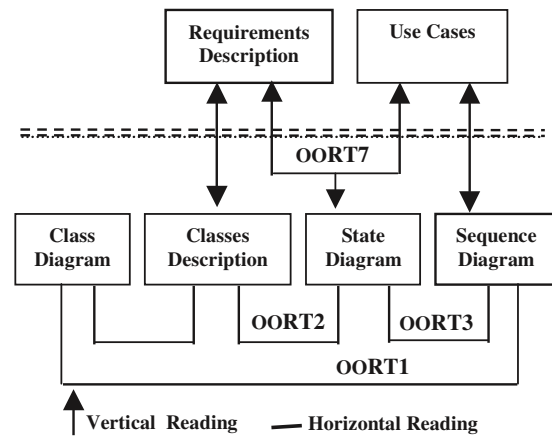 Requirements
Description
Use Cases
OORT7
Class
Diagram
Classes
Description
State
Diagram
Sequence
Diagram
OORT2
OORT3
OORT1
Vertical Reading
Horizontal Reading